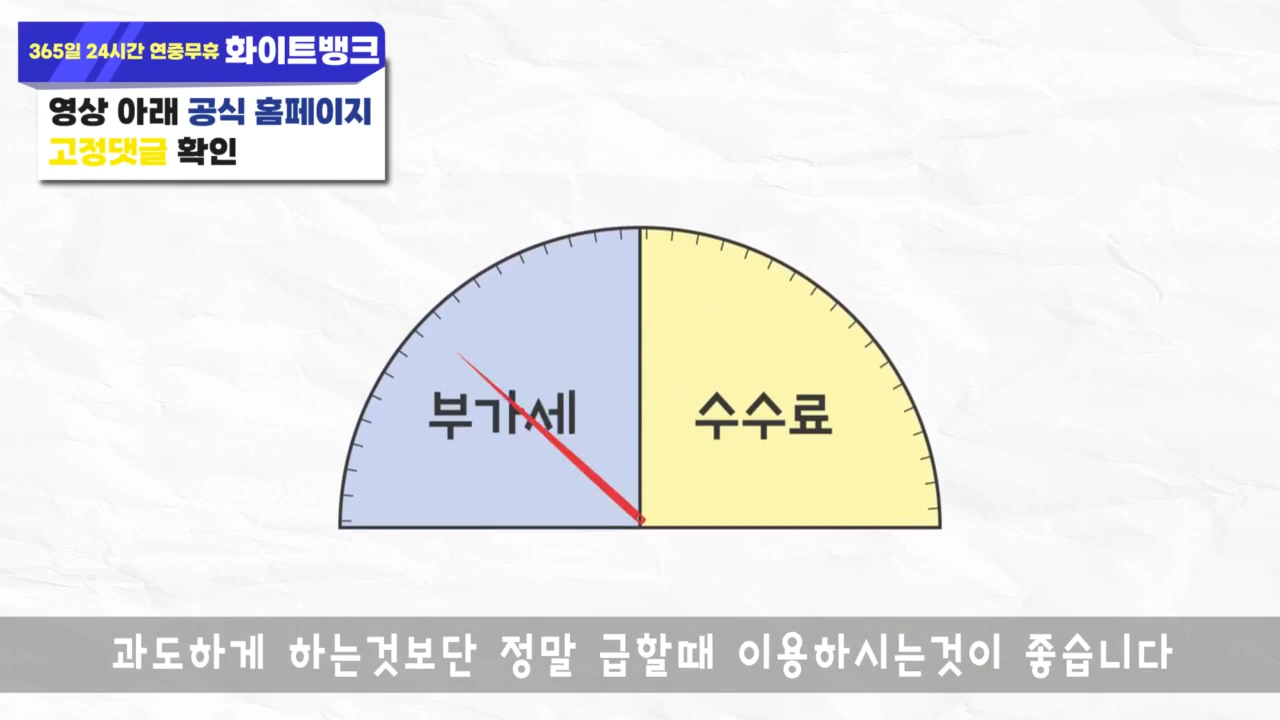 365일 24시간 연중무휴 화이트뱅크
영상 아래 공식 홈페이지
고정댓글 확인
부가세
수수료
과도하게 하는것보단 정말 급할때 이용하시는것이 좋습니다